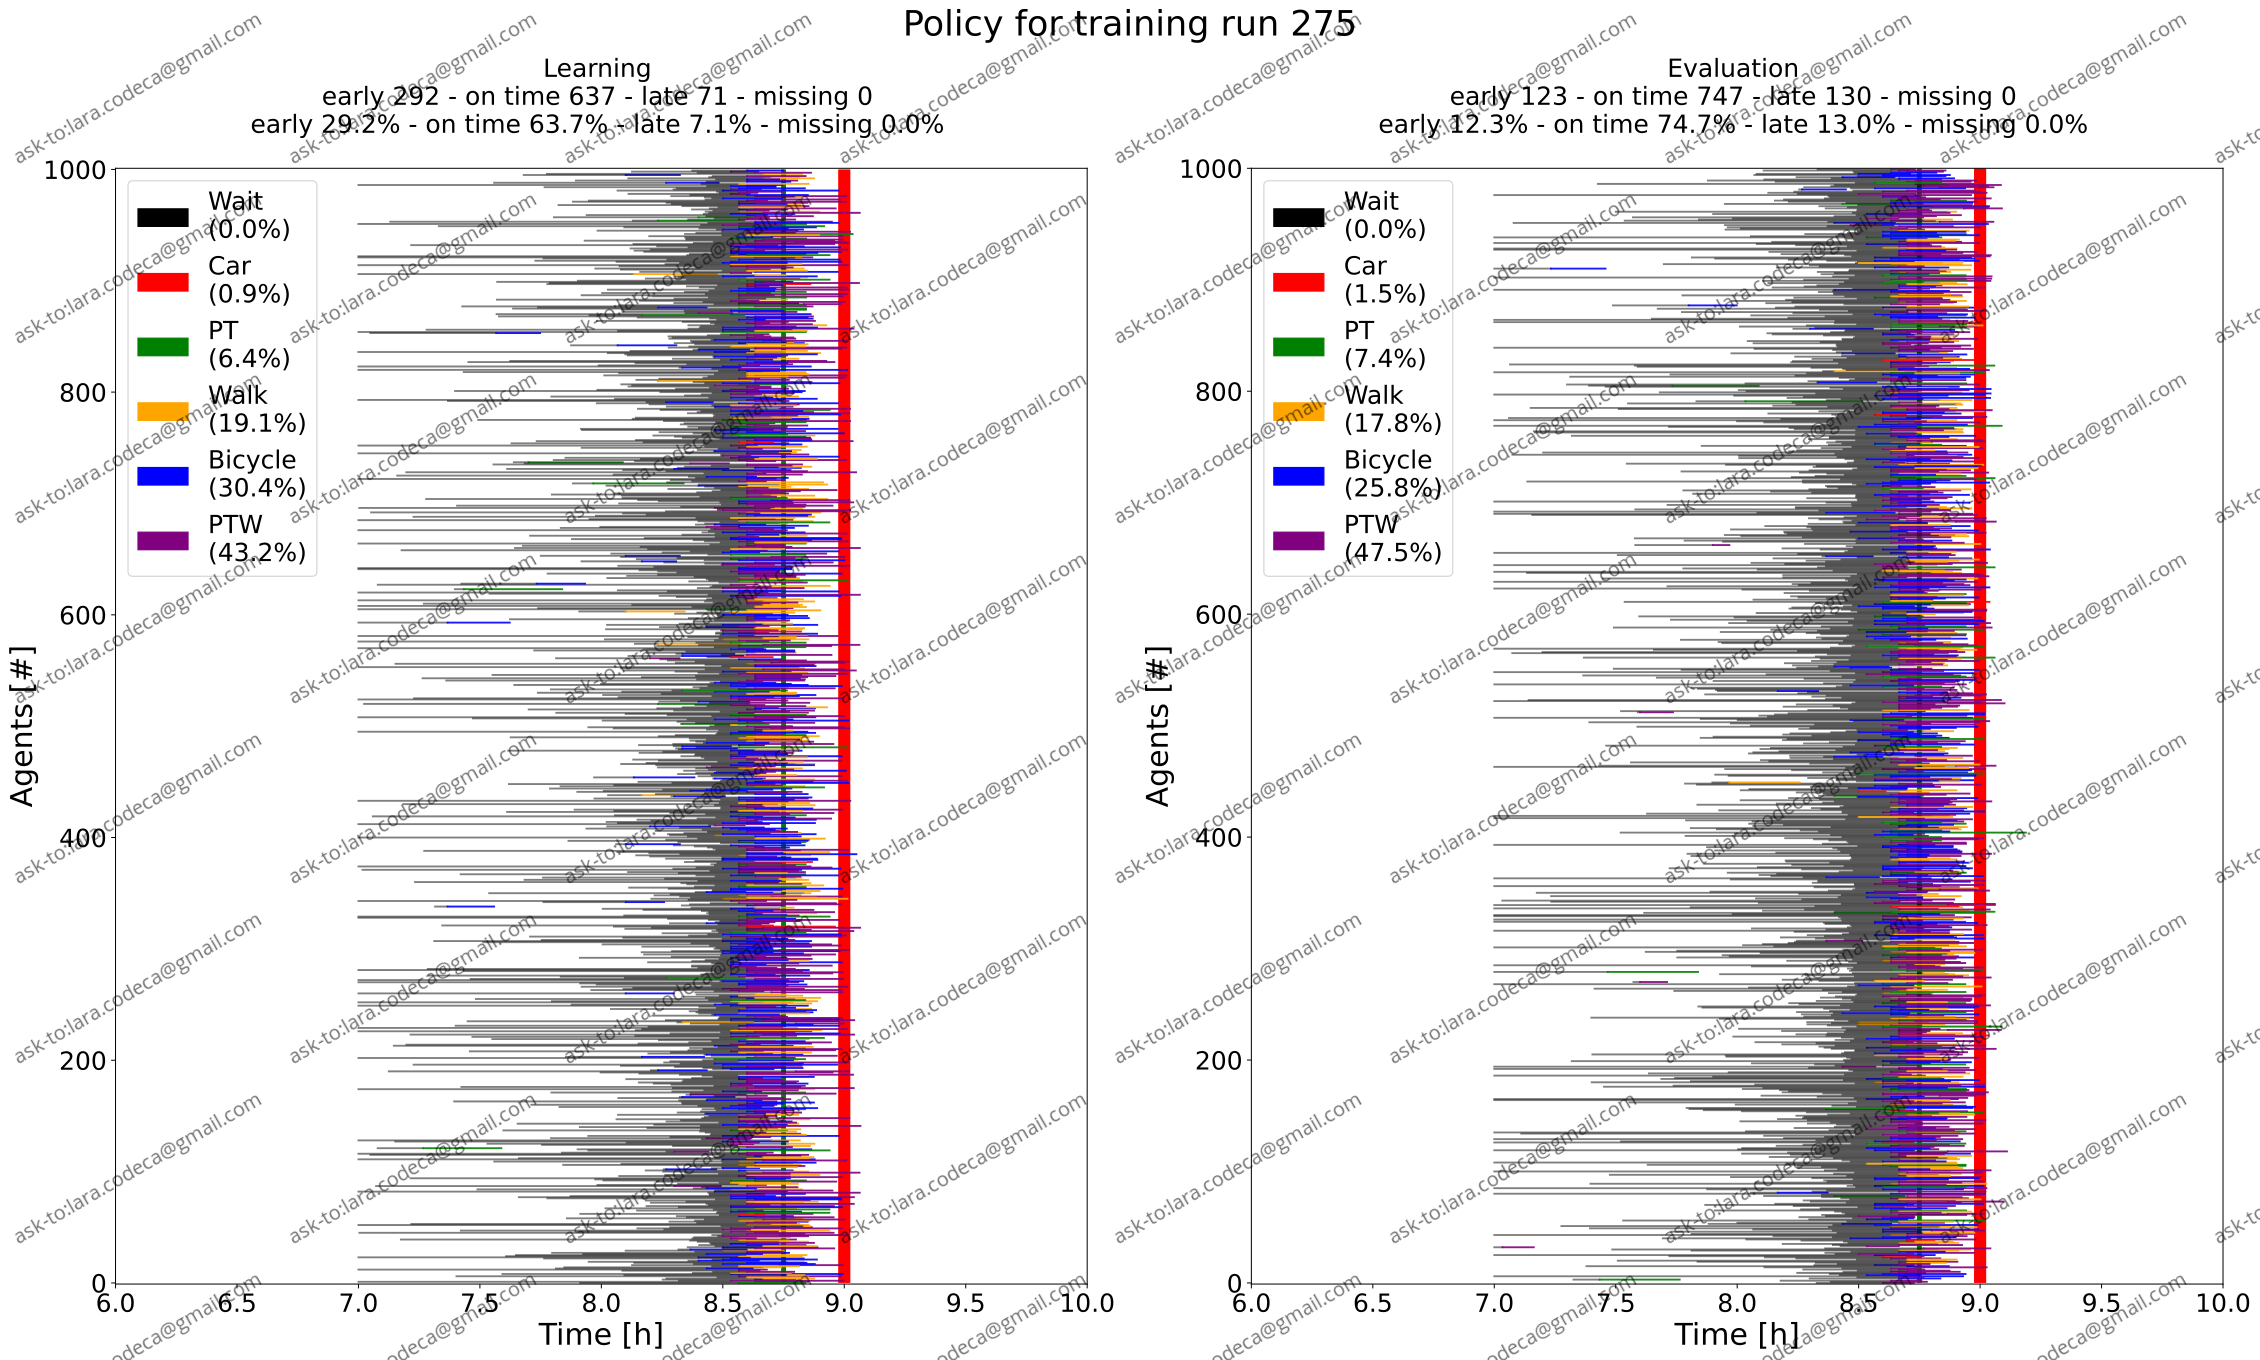 Policy for training run 275
Learning
early 292 - on time 637 - late 71 - missing 0
early 29.2% - on time 63.7% - late 7.1% - missing 0.0%
1000
800
600
400
200
0
Agents [#]
Wait
(0.0%)
Car
(0.9%)
PT
(6.4%)
Walk
(19.1%)
Bicycle
(30.4%)
PTW
(43.2%)
6.0 6.5 7.0 7.5 8.0 8.5 9.0 9.5 10.0
Time [h]
Evaluation
early 123 - on time 747 - late 130 - missing 0
early 12.3% - on time 74.7% - late 13.0% - missing 0.0%
1000
800
600
400
200
0
Agents [#]
Wait
(0.0%)
Car
(1.5%)
PT
(7.4%)
Walk
(17.8%)
Bicycle
(25.8%)
PTW
(47.5%)
6.0 6.5 7.0 7.5 8.0 8.5 9.0 9.5 10.0
Time [h]
ask-to:lara.codeca@gmail.com